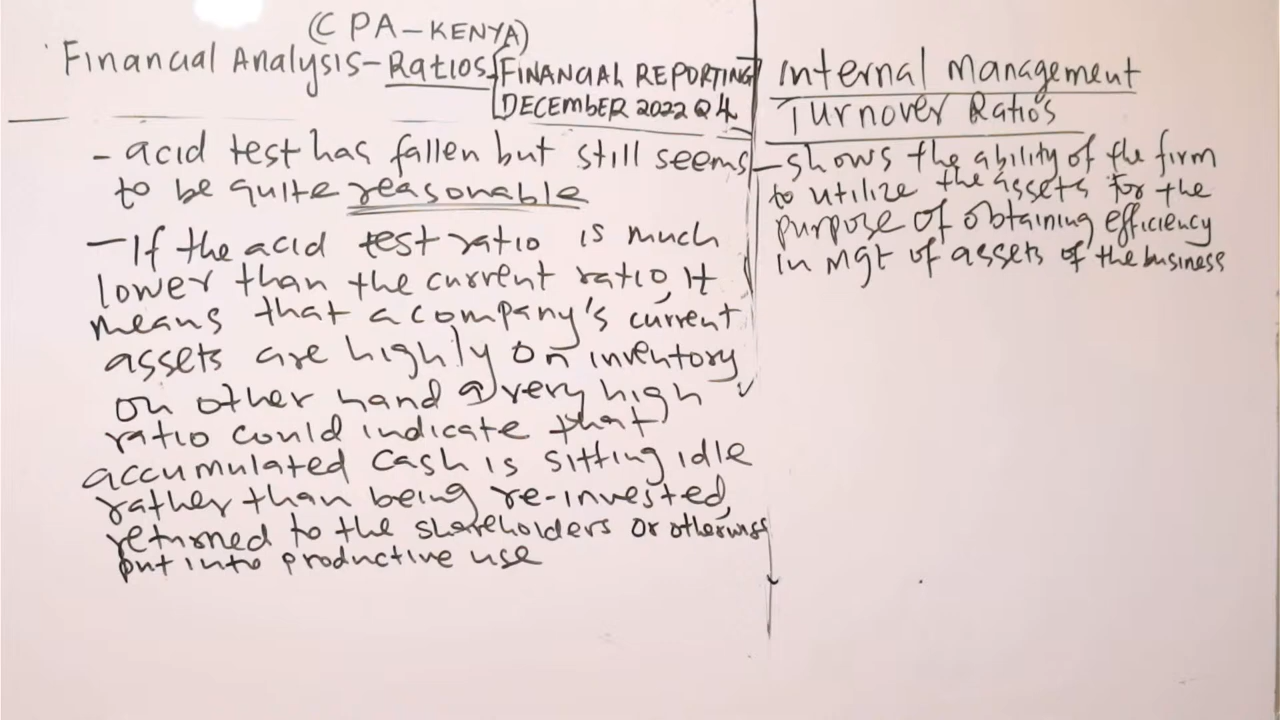 (CPA-KENYA)
Financial Analysis-Ratios
FINANCIAL REPORTING
DECEMBER 2022 Q4
- acid test has fallen but still seems
to be quite reasonable
- If the acid test ratio is much
lower than the current ratio, it
means that a company's current
assets are highly on inventory
on other hand a very high
ratio could indicate that
accumulated cash is sitting idle
rather than being re-invested,
returned to the shareholders or otherwise
put into productive use
Internal Management
Turnover Ratios
- shows the ability of the firm
to utilize the assets for the
purpose of obtaining efficiency
in mgt of assets of the business